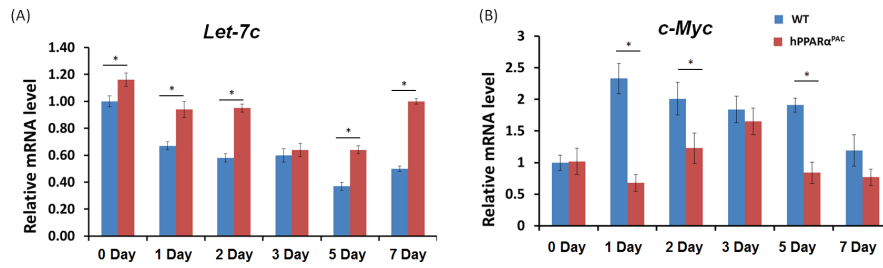 (A)
Let-7c
Relative mRNA level
1.40
1.20
1.00
0.80
0.60
0.40
0.20
0.00
* * * * *
0 Day 1 Day 2 Day 3 Day 5 Day 7 Day
(B)
c-Myc
WT
hPPARα^PAC
Relative mRNA level
3
2.5
2
1.5
1
0.5
0
* * *
0 Day 1 Day 2 Day 3 Day 5 Day 7 Day